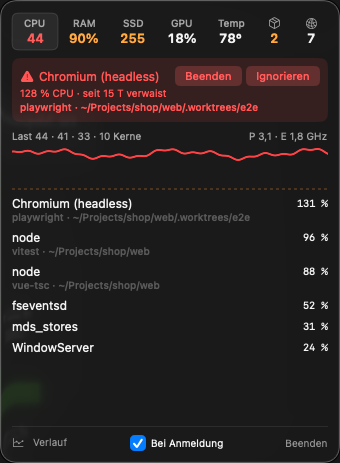 CPU RAM SSD GPU Temp
44 90% 255 18% 78° 2 7
Chromium (headless) Beenden Ignorieren
128 % CPU · seit 15 T verwaist
playwright · ~/Projects/shop/web/.worktrees/e2e
Last 44 · 41 · 33 · 10 Kerne P 3,1 · E 1,8 GHz
Chromium (headless) 131 %
playwright · ~/Projects/shop/web/.worktrees/e2e
node 96 %
vitest · ~/Projects/shop/web
node 88 %
vue-tsc · ~/Projects/shop/web
fseventsd 52 %
mds_stores 31 %
WindowServer 24 %
Verlauf Bei Anmeldung Beenden